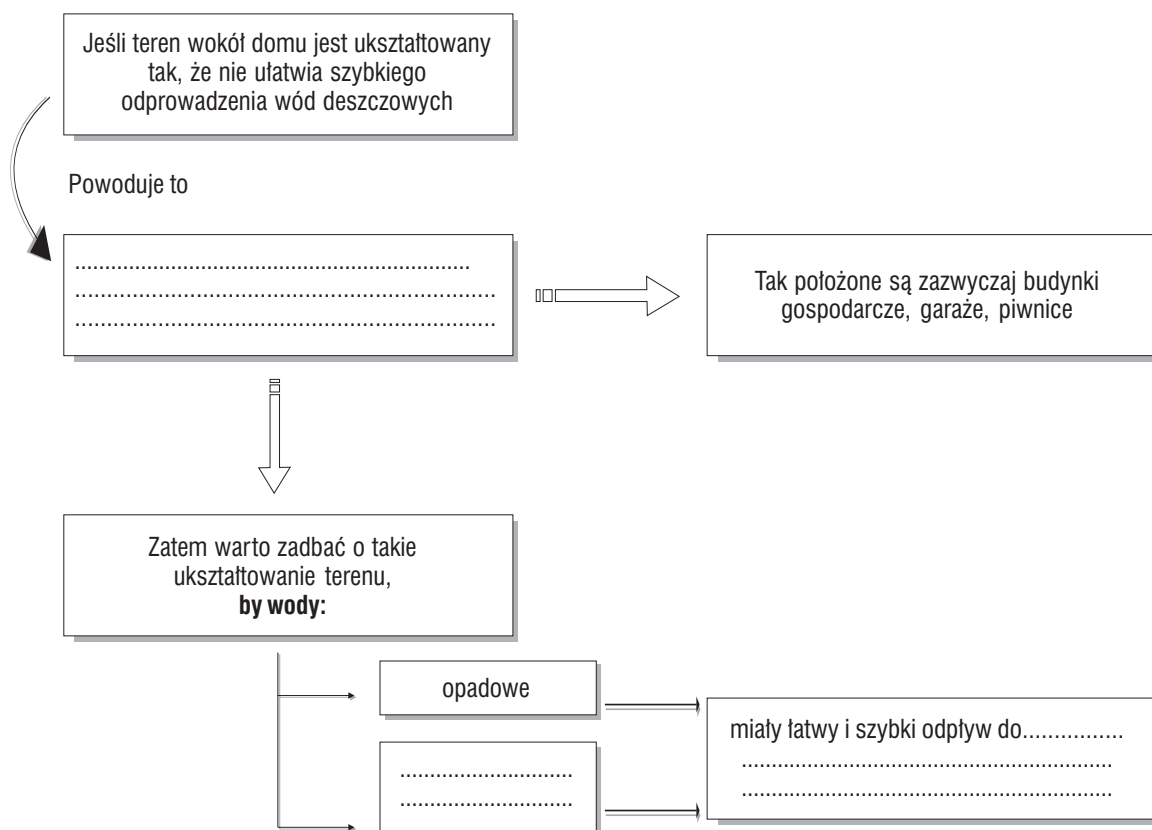 Jeśli teren wokół domu jest ukształtowany
tak, że nie ułatwia szybkiego
odprowadzenia wód deszczowych
Powoduje to
.................................................................
.....................................................................
.....................................................................
Tak położone są zazwyczaj budynki
gospodarcze, garaże, piwnice
Zatem warto zadbać o takie
ukształtowanie terenu,
by wody:
opadowe
miały łatwy i szybki odpływ do.................
.............................................................
.............................................................
.............................
.............................